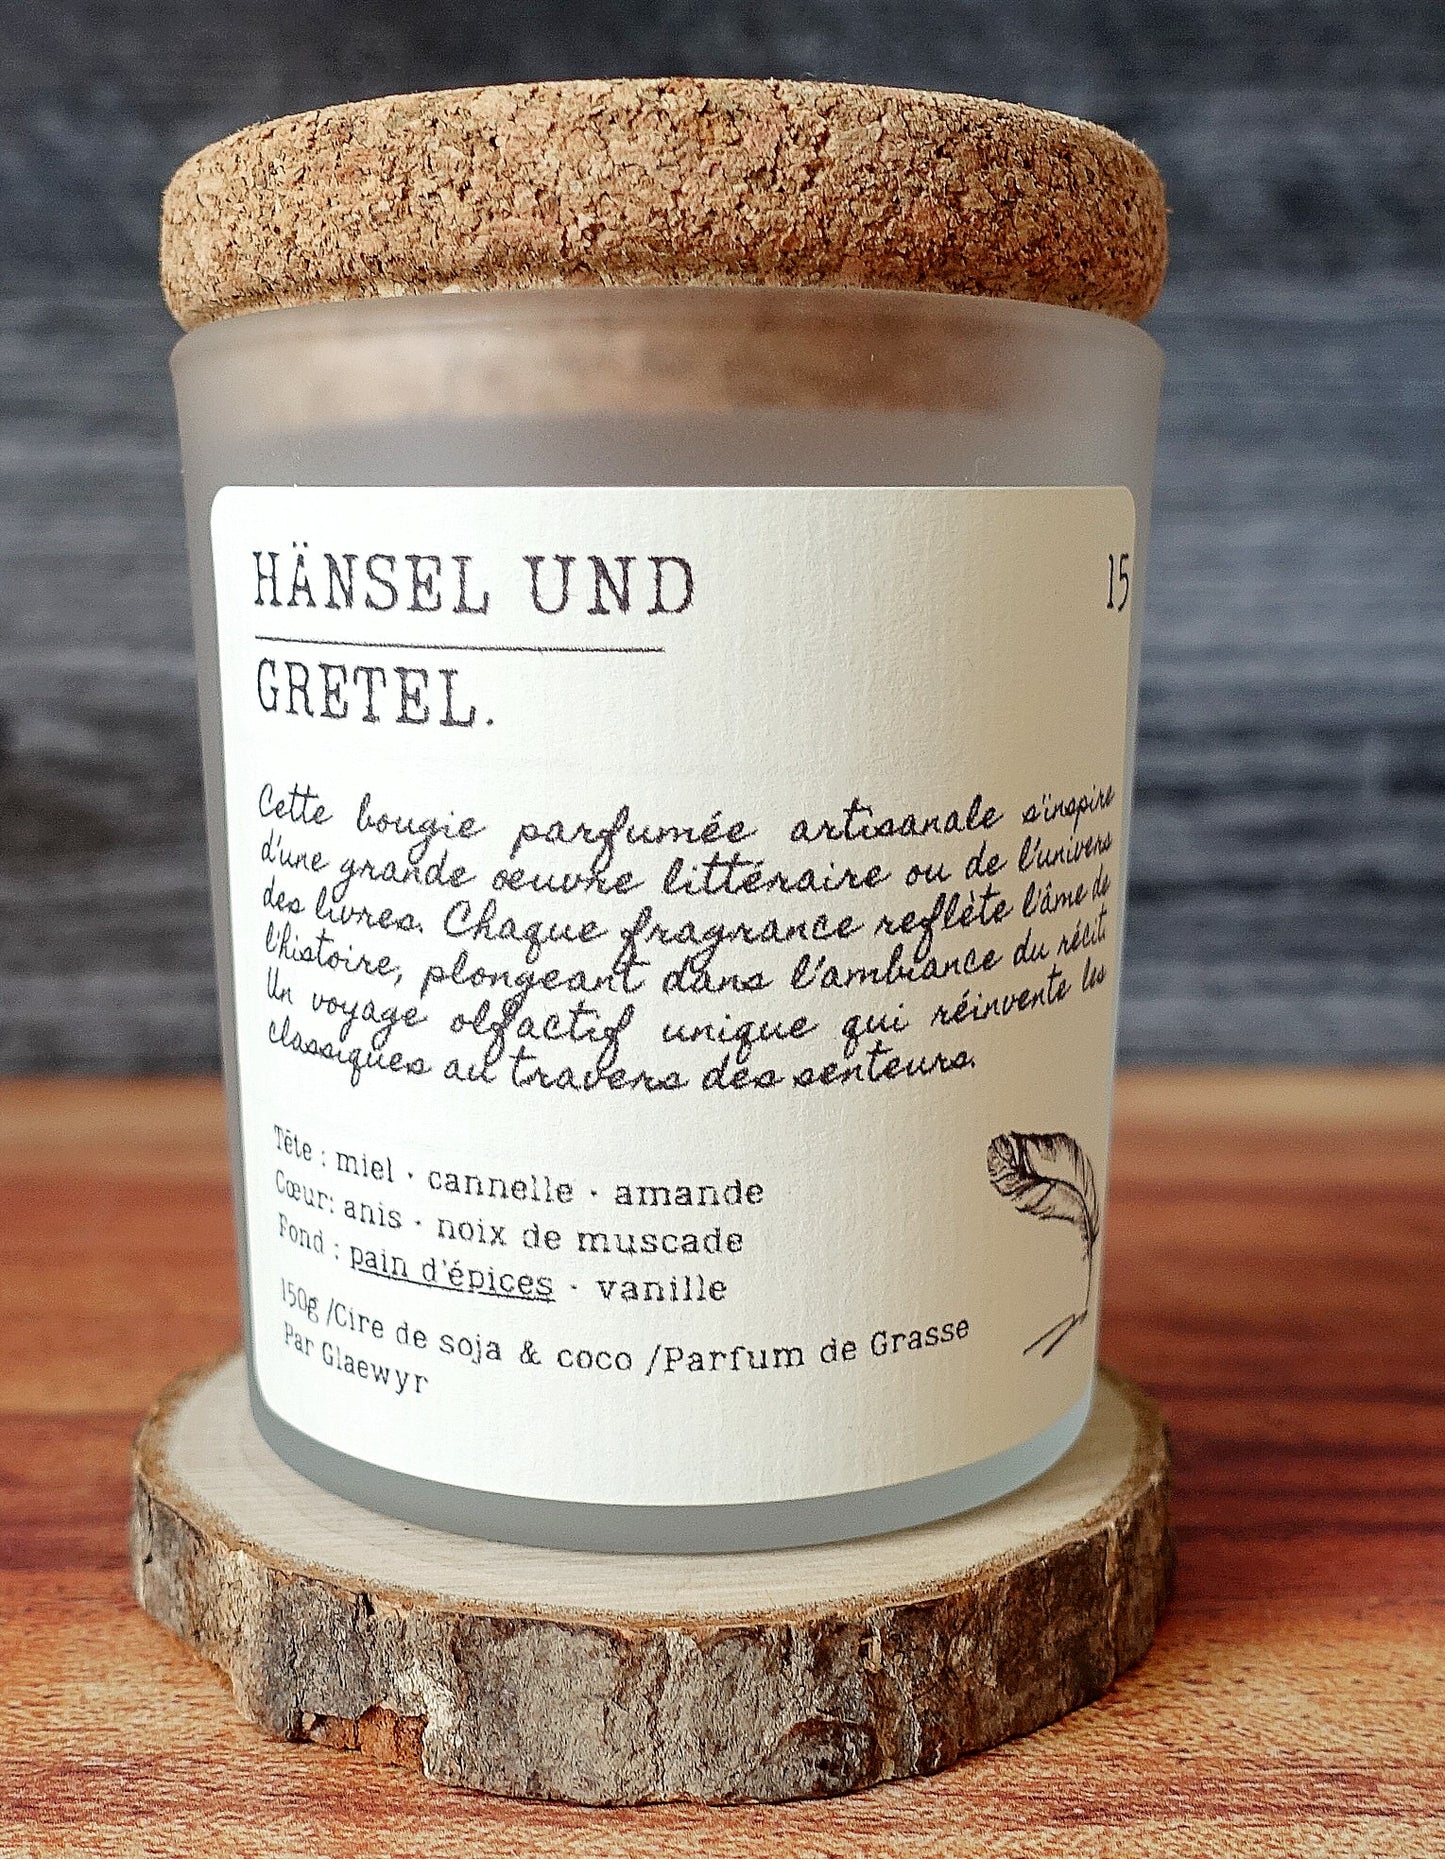 HÄNSEL UND
15
GRETEL.
Cette bougie parfumée artisanale s'inspire
d'une grande œuvre littéraire ou de l'univers
des livres. Chaque fragrance reflète l'âme de
l'histoire, plongeant dans l'ambiance du récit.
Un voyage olfactif unique qui réinvente les
classiques au travers des senteurs.
Tête : miel · cannelle · amande
Cœur: anis · noix de muscade
Fond : pain d'épices · vanille
150g /Cire de soja & coco /Parfum de Grasse
Par Glaewyr